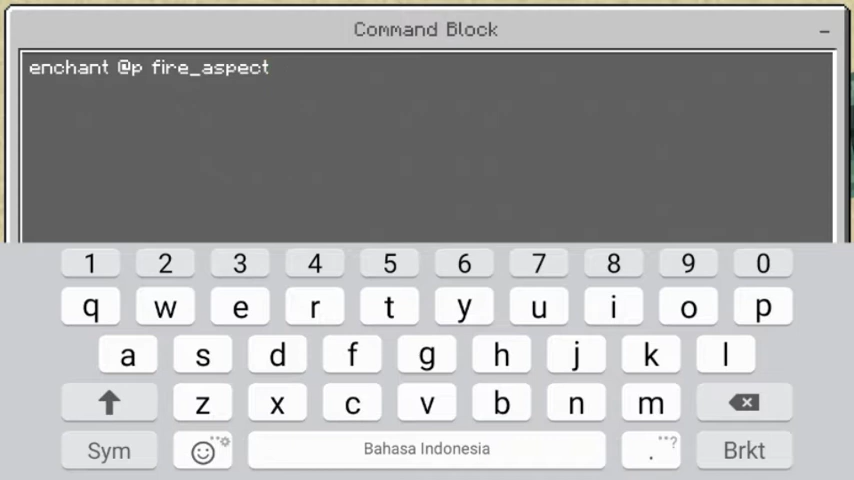 Command Block
enchant @p fire_aspect
1 2 3 4 5 6 7 8 9 0
q w e r t y u i o p
a s d f g h j k l
z x c v b n m
Sym Bahasa Indonesia . ,? Brkt